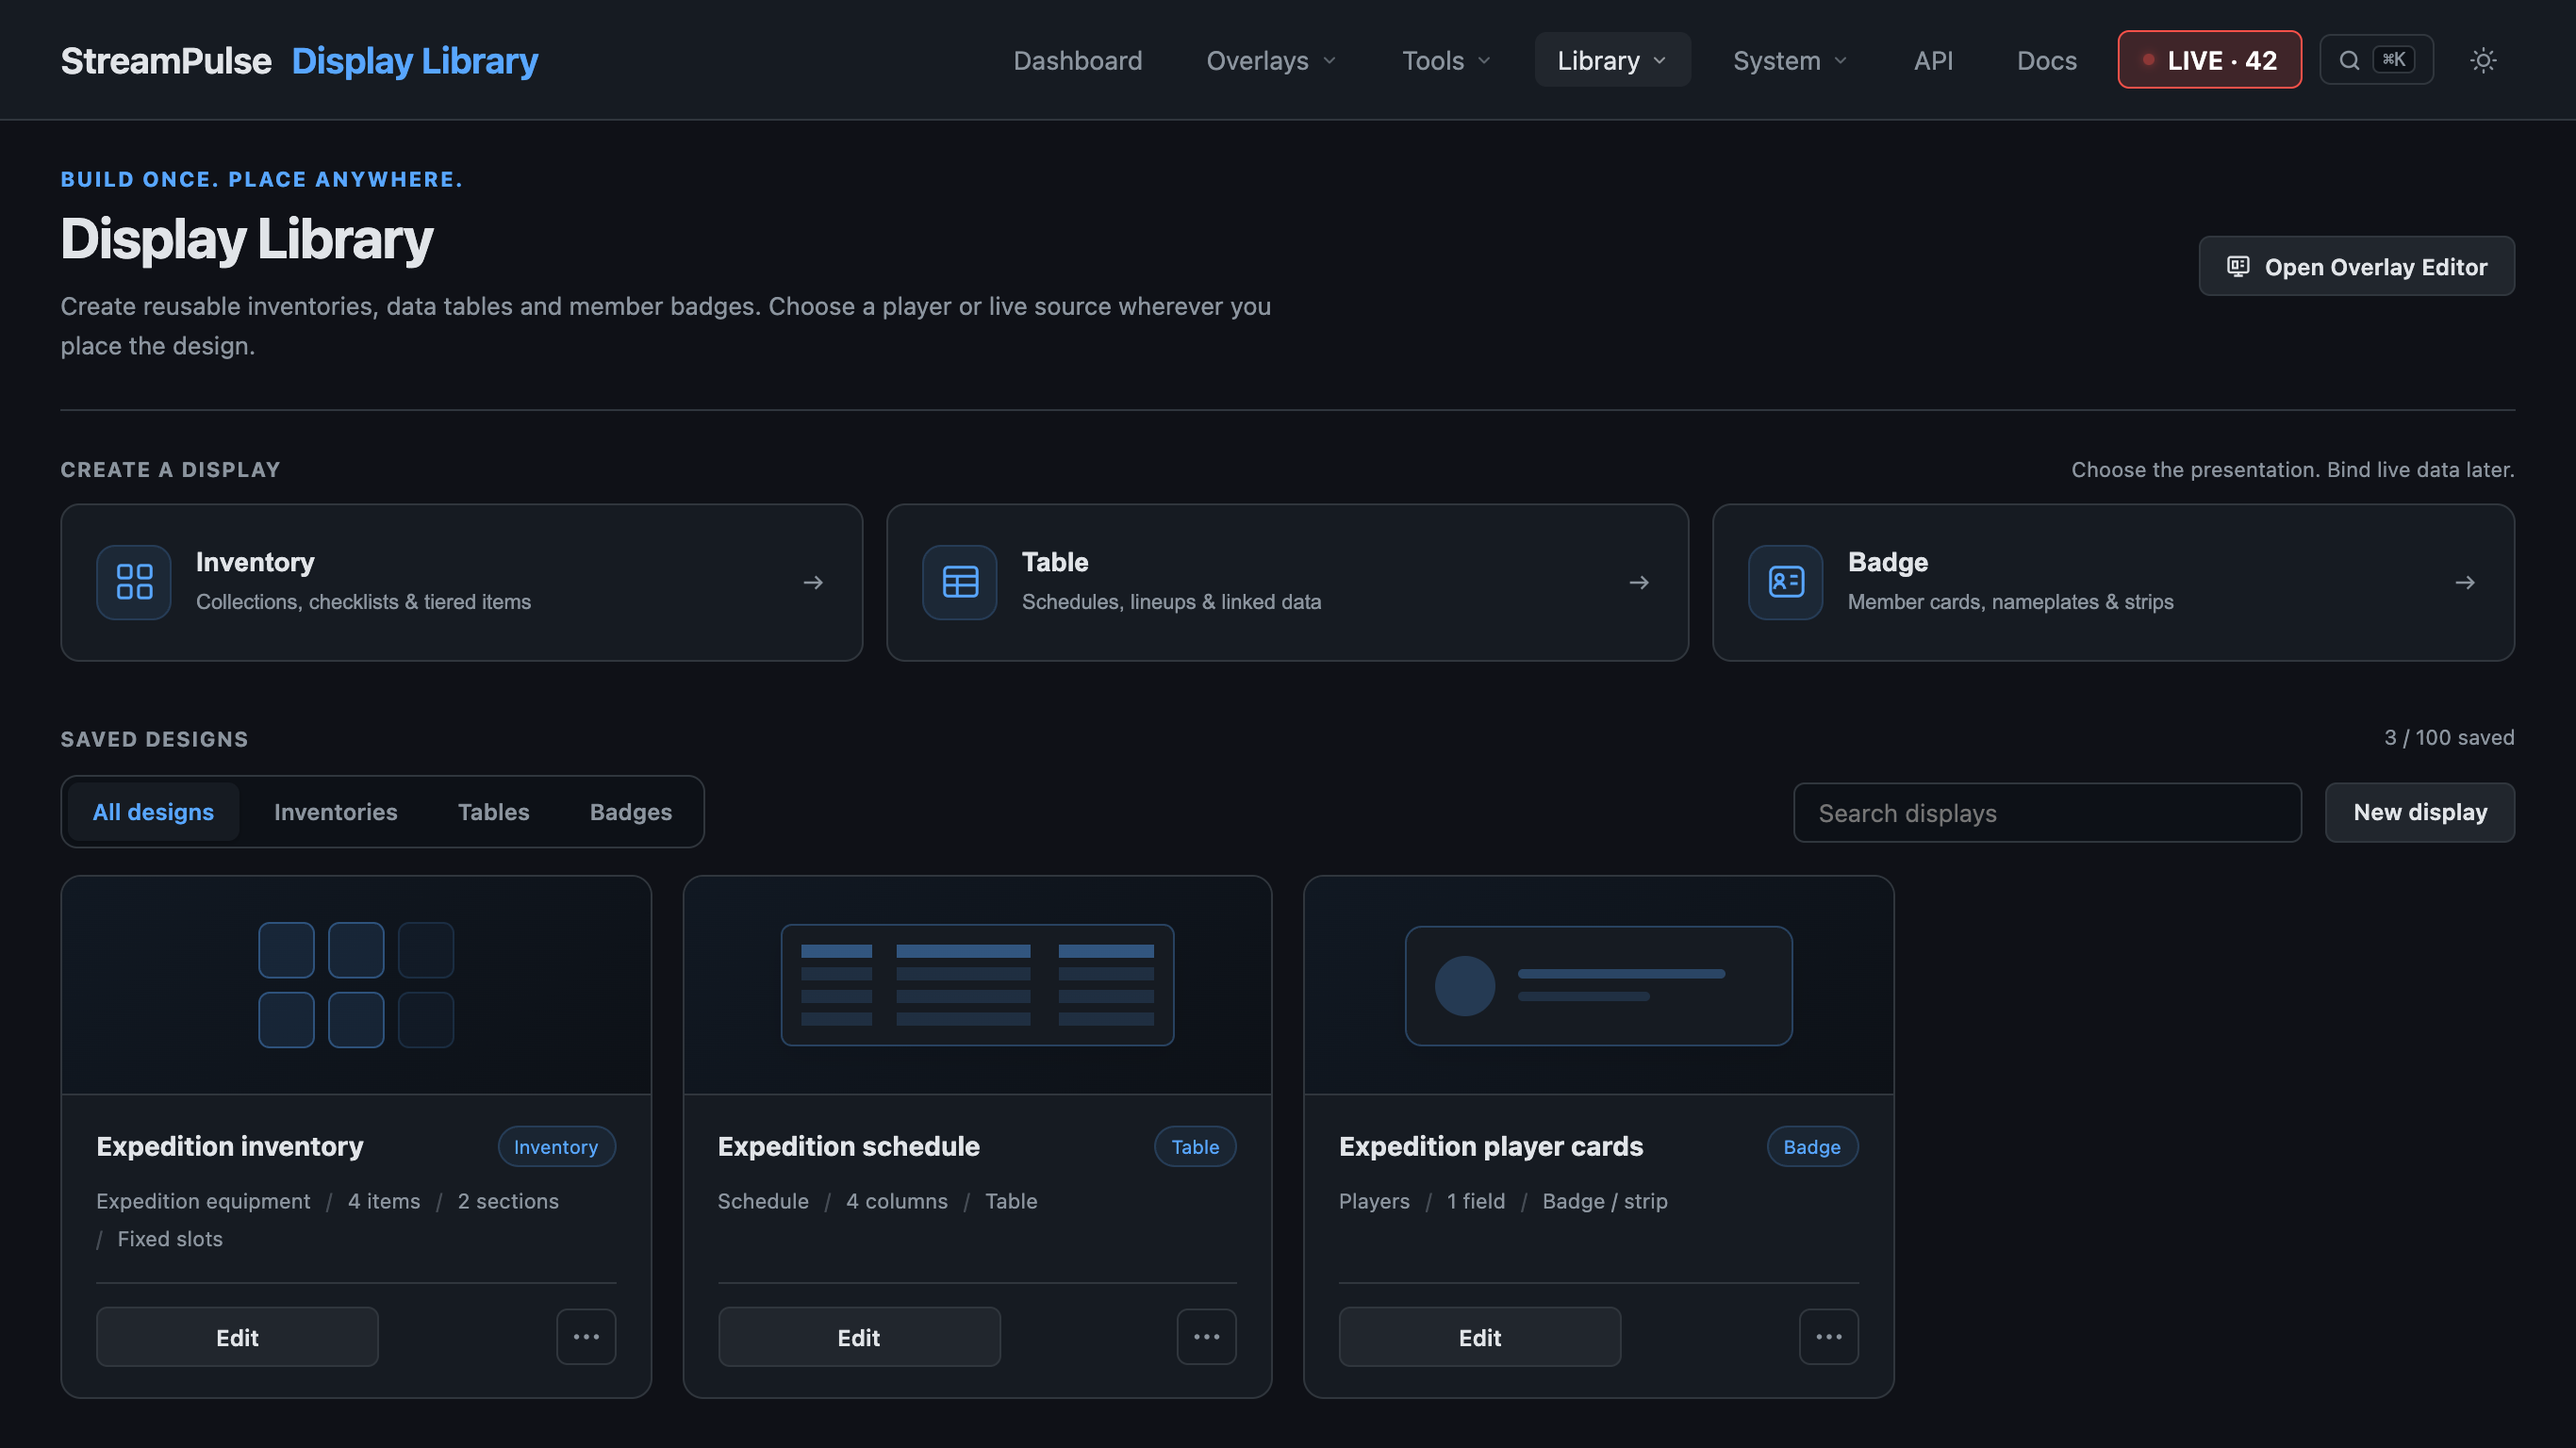 StreamPulse Display Library
Dashboard
Overlays
Tools
Library
System
API
Docs
LIVE · 42
⌘K
BUILD ONCE. PLACE ANYWHERE.
Display Library
Create reusable inventories, data tables and member badges. Choose a player or live source wherever you
place the design.
Open Overlay Editor
CREATE A DISPLAY
Choose the presentation. Bind live data later.
Inventory
Collections, checklists & tiered items
Table
Schedules, lineups & linked data
Badge
Member cards, nameplates & strips
SAVED DESIGNS
3 / 100 saved
All designs
Inventories
Tables
Badges
Search displays
New display
Expedition inventory
Inventory
Expedition equipment / 4 items / 2 sections
/ Fixed slots
Edit
Expedition schedule
Table
Schedule / 4 columns / Table
Edit
Expedition player cards
Badge
Players / 1 field / Badge / strip
Edit